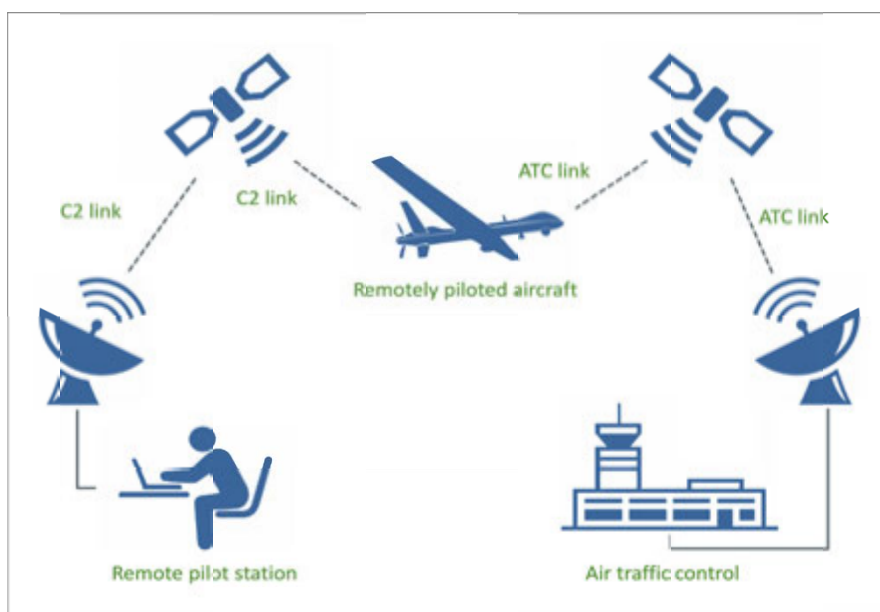 ATC link
C2 link
C2 link
ATC link
Remotely piloted aircraft
Remote pilot station
Air traffic control